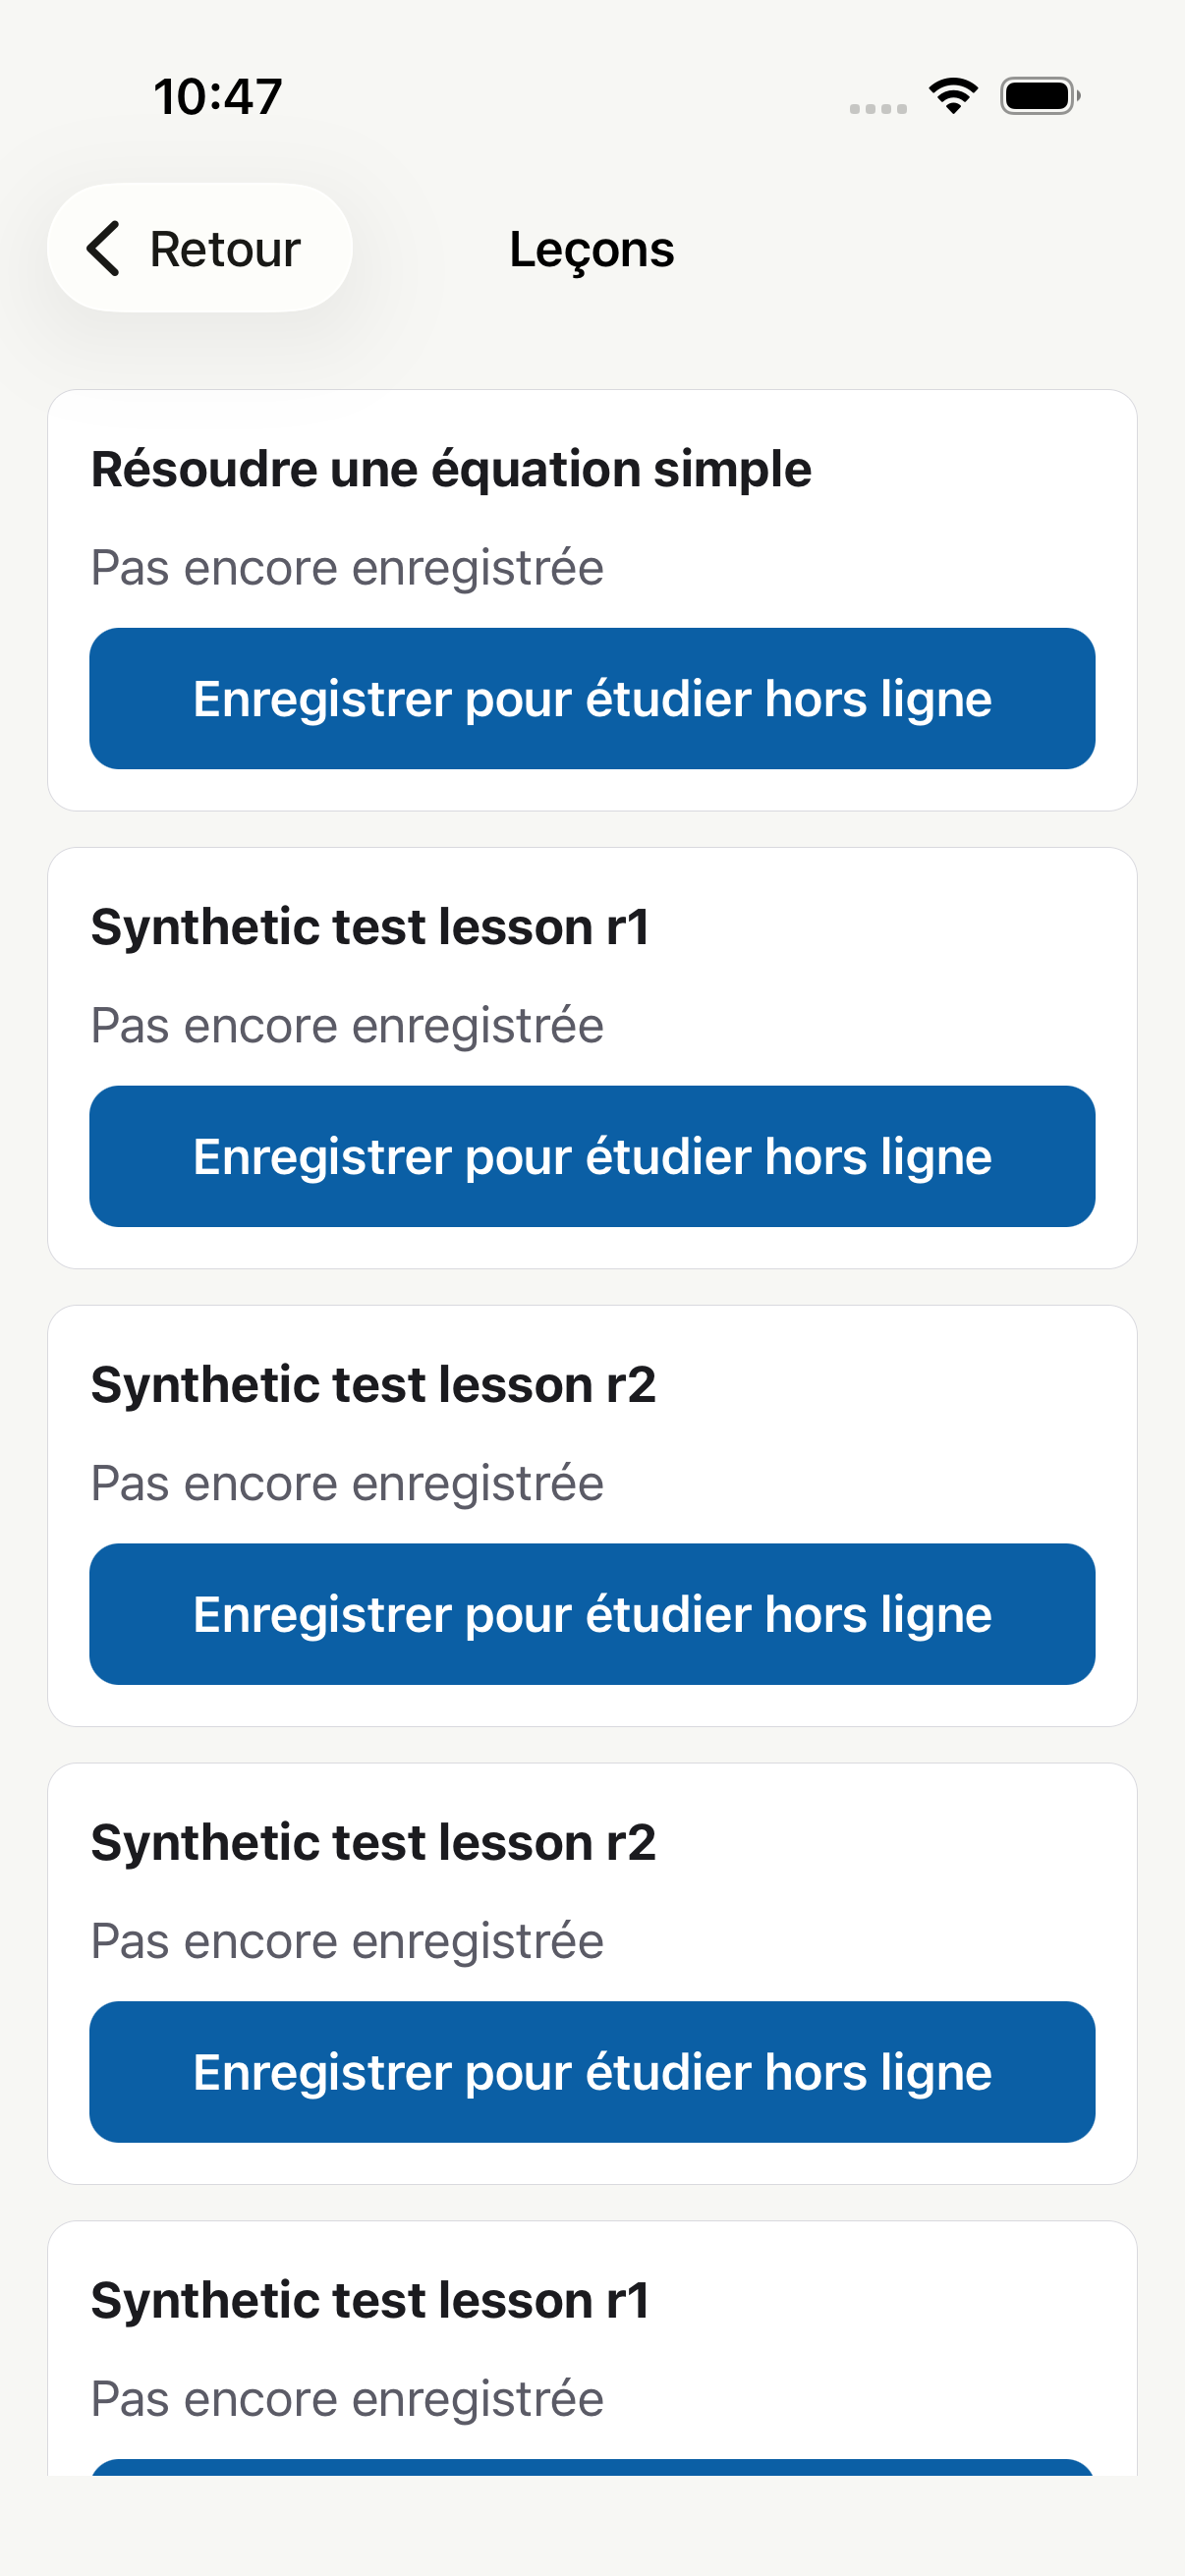 10:47
Retour
Leçons
Résoudre une équation simple
Pas encore enregistrée
Enregistrer pour étudier hors ligne
Synthetic test lesson r1
Pas encore enregistrée
Enregistrer pour étudier hors ligne
Synthetic test lesson r2
Pas encore enregistrée
Enregistrer pour étudier hors ligne
Synthetic test lesson r2
Pas encore enregistrée
Enregistrer pour étudier hors ligne
Synthetic test lesson r1
Pas encore enregistrée